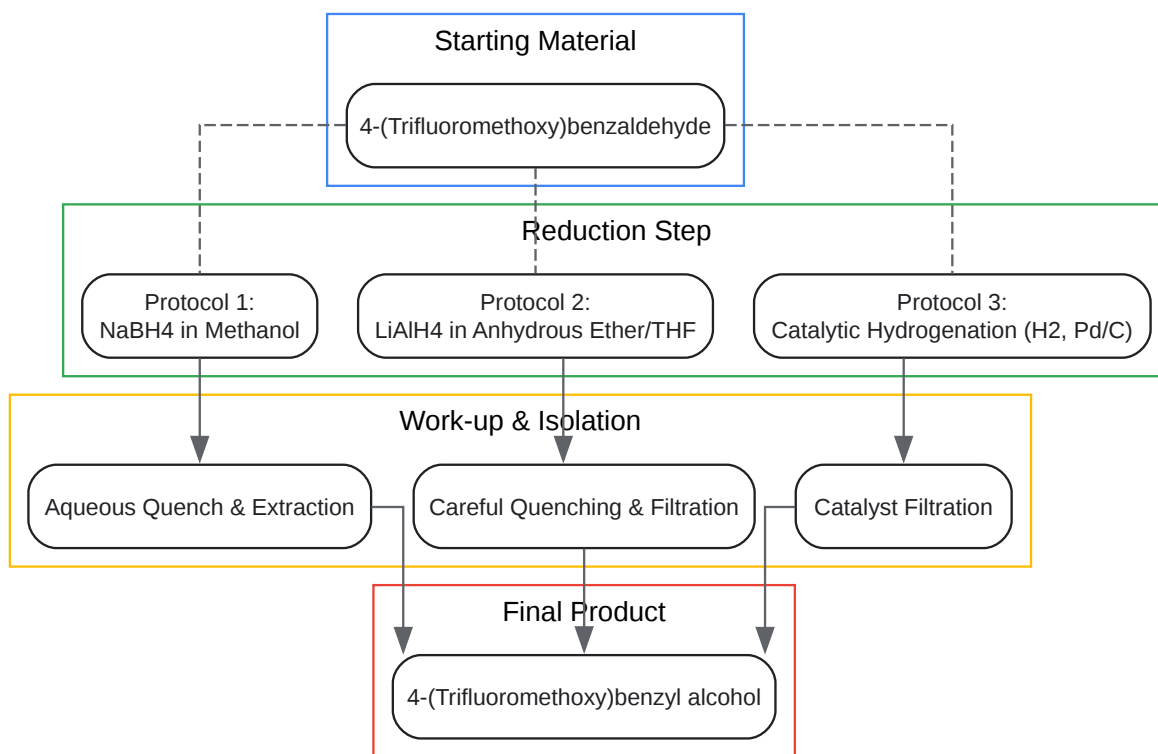 Starting Material
4-(Trifluoromethoxy)benzaldehyde
Reduction Step
Protocol 1:
NaBH4 in Methanol
Protocol 2:
LiAlH4 in Anhydrous Ether/THF
Protocol 3:
Catalytic Hydrogenation (H2, Pd/C)
Work-up & Isolation
Aqueous Quench & Extraction
Careful Quenching & Filtration
Catalyst Filtration
Final Product
4-(Trifluoromethoxy)benzyl alcohol